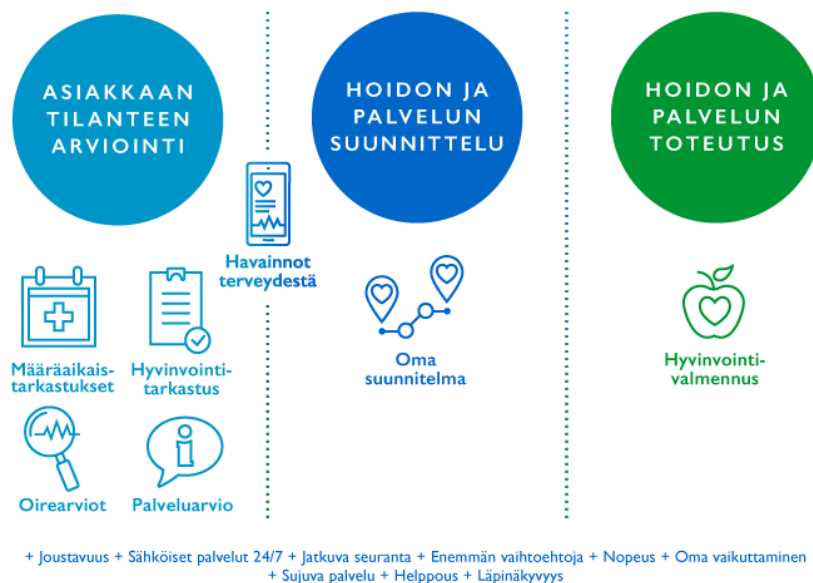 ASIAKKAAN
TILANTEEN
ARVIOINTI
HOIDON JA
PALVELUN
SUUNNITTELU
HOIDON JA
PALVELUN
TOTEUTUS
Havainnot
terveydestä
Määräaikais-
tarkastukset
Hyvinvointi-
tarkastus
Oirearviot
Palveluarvio
Oma
suunnitelma
Hyvinvointi-
valmennus
+ Joustavuus + Sähköiset palvelut 24/7 + Jatkuva seuranta + Enemmän vaihtoehtoja + Nopeus + Oma vaikuttaminen
+ Sujuva palvelu + Helppous + Läpinäkyvyys